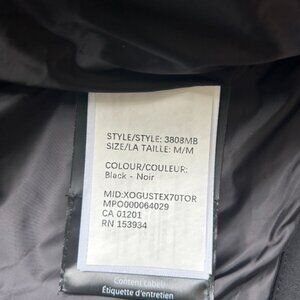 STYLE/STYLE: 3808MB
SIZE/LA TAILLE: M/M
COLOUR/COULEUR:
Black - Noir
MID:XOGUSTEX70TOR
MPO000064029
CA 01201
RN 153934
Content Label/
Étiquette d'entretien